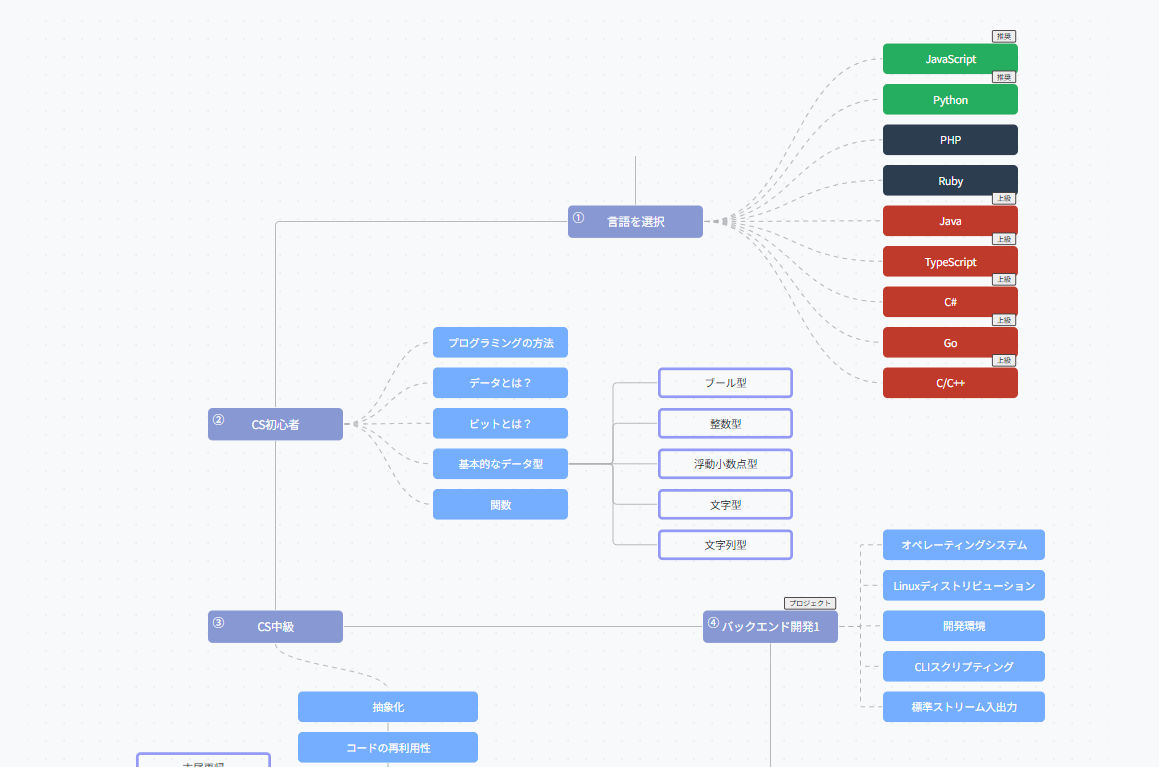 推奨
JavaScript
推奨
Python
PHP
Ruby
上級
Java
上級
TypeScript
上級
C#
上級
Go
上級
C/C++
① 言語を選択
プログラミングの方法
データとは？
ビットとは？
基本的なデータ型
関数
② CS初心者
ブール型
整数型
浮動小数点型
文字型
文字列型
③ CS中級
プロジェクト
④ バックエンド開発1
オペレーティングシステム
Linuxディストリビューション
開発環境
CLIスクリプティング
標準ストリーム入出力
抽象化
コードの再利用性